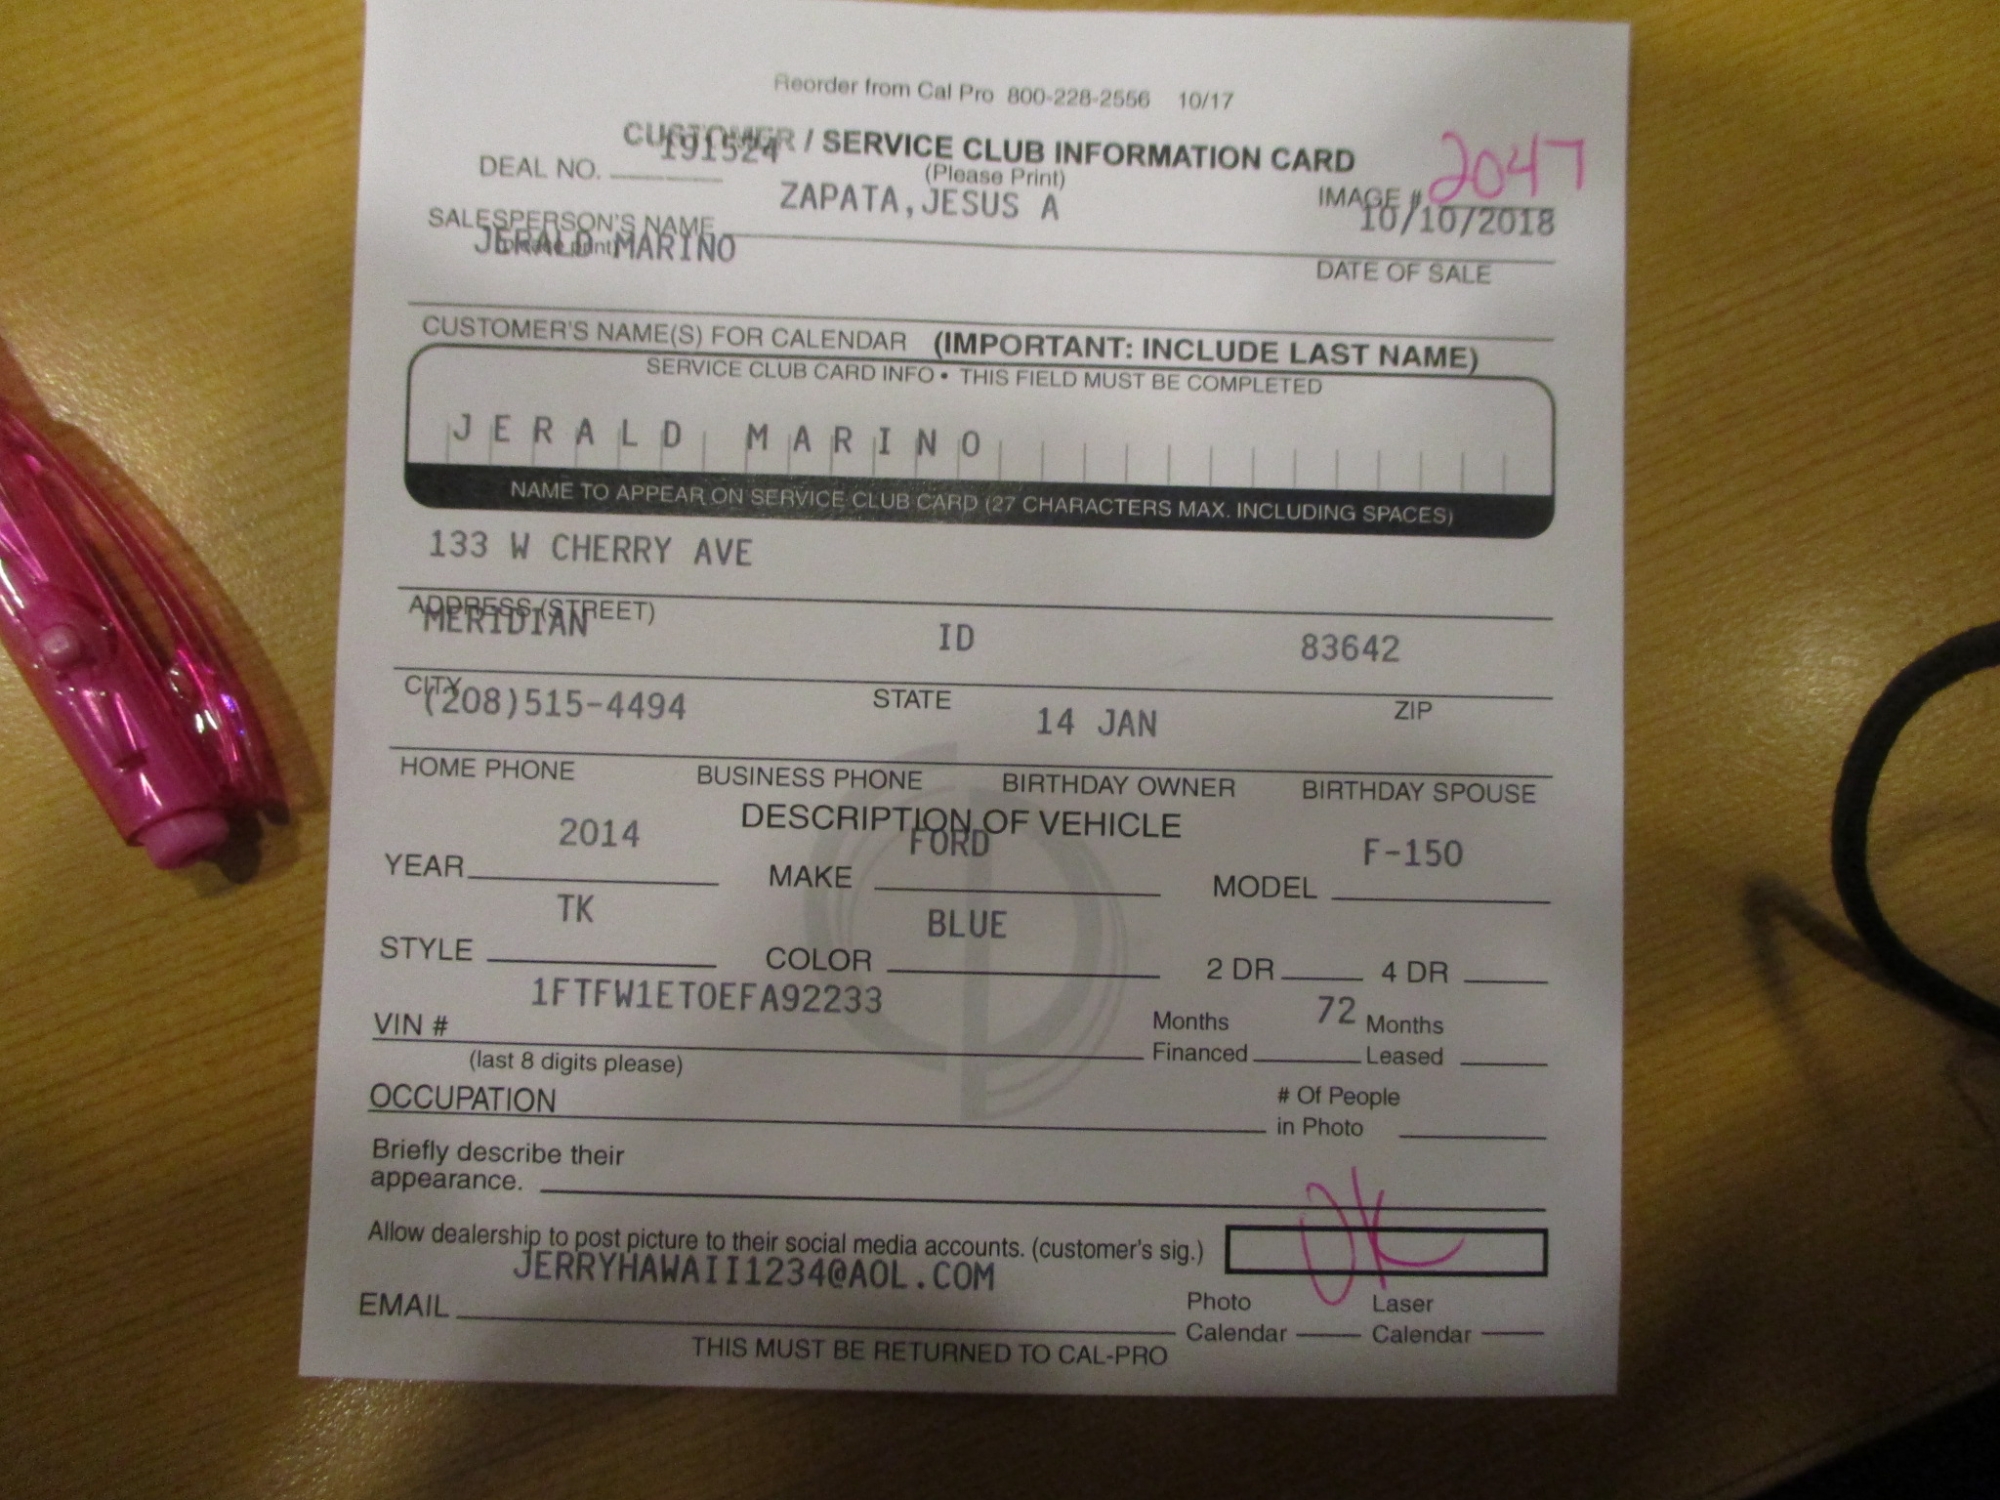 Reorder from Cal Pro 800-228-2556 10/17
CUSTOMER / SERVICE CLUB INFORMATION CARD
191524
DEAL NO.
(Please Print)
IMAGE # 2047
ZAPATA,JESUS A
10/10/2018
SALESPERSON'S NAME
(please print)
DATE OF SALE
JERALD MARINO
CUSTOMER'S NAME(S) FOR CALENDAR (IMPORTANT: INCLUDE LAST NAME)
SERVICE CLUB CARD INFO • THIS FIELD MUST BE COMPLETED
JERALD MARINO
NAME TO APPEAR ON SERVICE CLUB CARD (27 CHARACTERS MAX. INCLUDING SPACES)
133 W CHERRY AVE
ADDRESS (STREET)
MERIDIAN ID 83642
CITY STATE ZIP
(208)515-4494 14 JAN
HOME PHONE BUSINESS PHONE BIRTHDAY OWNER BIRTHDAY SPOUSE
DESCRIPTION OF VEHICLE
2014 FORD F-150
YEAR MAKE MODEL
TK BLUE
STYLE COLOR 2 DR 4 DR
1FTFW1ET0EFA92233 72
VIN # Months Financed Months Leased
(last 8 digits please)
OCCUPATION # Of People in Photo
Briefly describe their
appearance.
Allow dealership to post picture to their social media accounts. (customer's sig.)
JERRYHAWAII1234@AOL.COM
EMAIL Photo Calendar Laser Calendar
THIS MUST BE RETURNED TO CAL-PRO